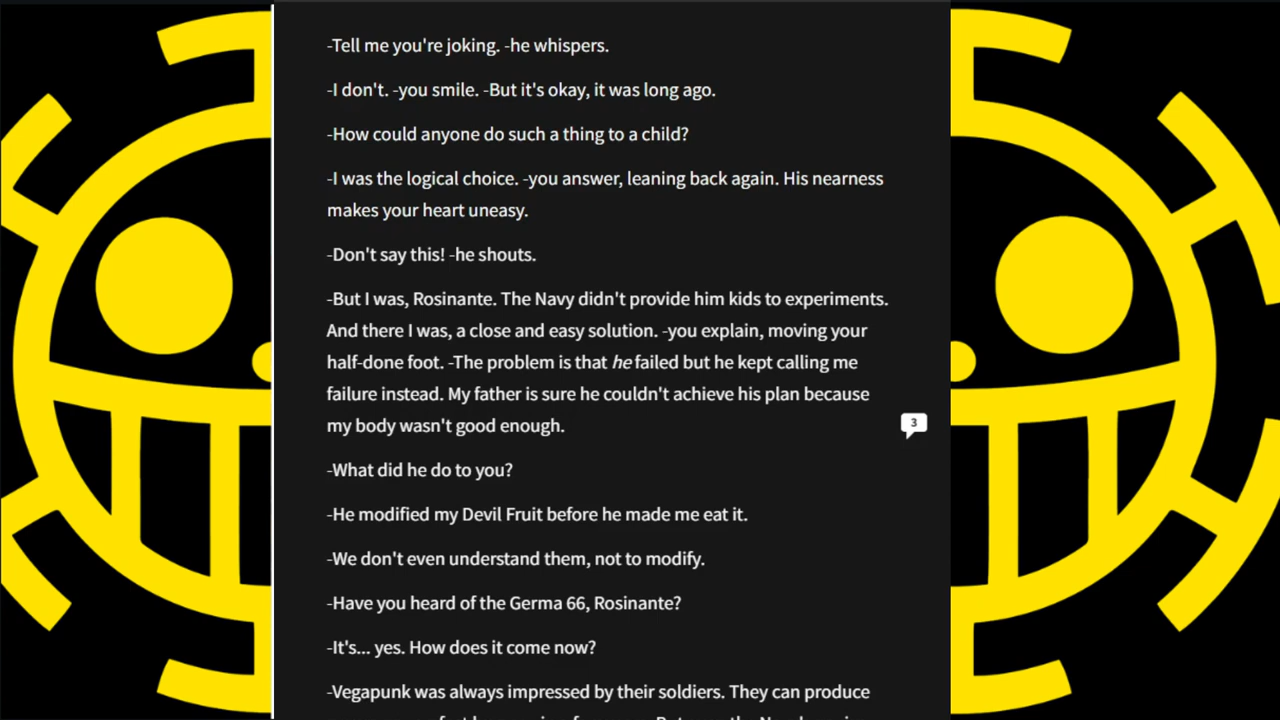 -Tell me you're joking. -he whispers.
-I don't. -you smile. -But it's okay, it was long ago.
-How could anyone do such a thing to a child?
-I was the logical choice. -you answer, leaning back again. His nearness
makes your heart uneasy.
-Don't say this! -he shouts.
-But I was, Rosinante. The Navy didn't provide him kids to experiments.
And there I was, a close and easy solution. -you explain, moving your
half-done foot. -The problem is that he failed but he kept calling me
failure instead. My father is sure he couldn't achieve his plan because
my body wasn't good enough.
3
-What did he do to you?
-He modified my Devil Fruit before he made me eat it.
-We don't even understand them, not to modify.
-Have you heard of the Germa 66, Rosinante?
-It's... yes. How does it come now?
-Vegapunk was always impressed by their soldiers. They can produce